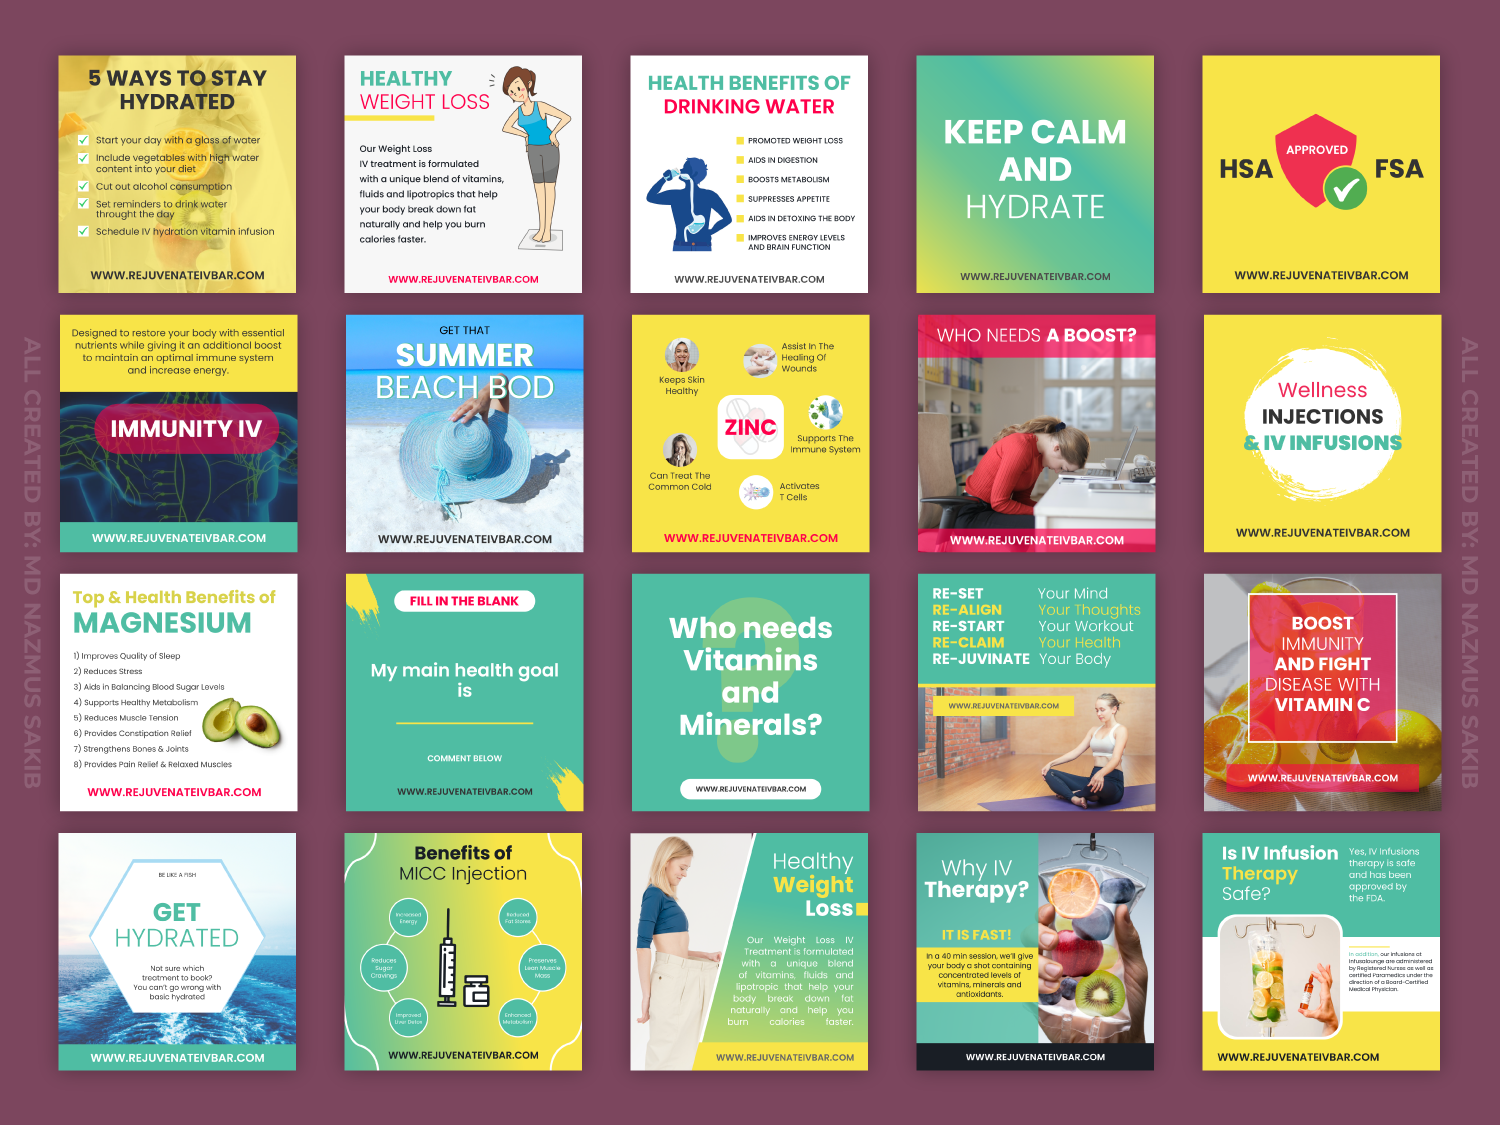 5 WAYS TO STAY
HYDRATED
Start your day with a glass of water
Include vegetables with high water
content into your diet
Cut out alcohol consumption
Set reminders to drink water
throught the day
Schedule IV hydration vitamin infusion
WWW.REJUVENATEIVBAR.COM
HEALTHY
WEIGHT LOSS
Our Weight Loss
IV treatment is formulated
with a unique blend of vitamins,
fluids and lipotropics that help
your body break down fat
naturally and help you burn
calories faster.
WWW.REJUVENATEIVBAR.COM
HEALTH BENEFITS OF
DRINKING WATER
PROMOTED WEIGHT LOSS
AIDS IN DIGESTION
BOOSTS METABOLISM
SUPPRESSES APPETITE
AIDS IN DETOXING THE BODY
IMPROVES ENERGY LEVELS
AND BRAIN FUNCTION
WWW.REJUVENATEIVBAR.COM
KEEP CALM
AND
HYDRATE
WWW.REJUVENATEIVBAR.COM
HSA
APPROVED
FSA
WWW.REJUVENATEIVBAR.COM
Designed to restore your body with essential
nutrients while giving it an additional boost
to maintain an optimal immune system
and increase energy.
IMMUNITY IV
WWW.REJUVENATEIVBAR.COM
GET THAT
SUMMER
BEACH BOD
WWW.REJUVENATEIVBAR.COM
Keeps Skin
Healthy
Assist In The
Healing Of
Wounds
ZINC
Supports The
Immune System
Can Treat The
Common Cold
Activates
T Cells
WWW.REJUVENATEIVBAR.COM
WHO NEEDS A BOOST?
WWW.REJUVENATEIVBAR.COM
Wellness
INJECTIONS
& IV INFUSIONS
WWW.REJUVENATEIVBAR.COM
Top & Health Benefits of
MAGNESIUM
1) Improves Quality of Sleep
2) Reduces Stress
3) Aids in Balancing Blood Sugar Levels
4) Supports Healthy Metabolism
5) Reduces Muscle Tension
6) Provides Constipation Relief
7) Strengthens Bones & Joints
8) Provides Pain Relief & Relaxed Muscles
WWW.REJUVENATEIVBAR.COM
FILL IN THE BLANK
My main health goal
is
COMMENT BELOW
WWW.REJUVENATEIVBAR.COM
?
Who needs
Vitamins
and
Minerals?
WWW.REJUVENATEIVBAR.COM
RE-SET Your Mind
RE-ALIGN Your Thoughts
RE-START Your Workout
RE-CLAIM Your Health
RE-JUVINATE Your Body
WWW.REJUVENATEIVBAR.COM
BOOST
IMMUNITY
AND FIGHT
DISEASE WITH
VITAMIN C
WWW.REJUVENATEIVBAR.COM
BE LIKE A FISH
GET
HYDRATED
Not sure which
treatment to book?
You can't go wrong with
basic hydrated
WWW.REJUVENATEIVBAR.COM
Benefits of
MICC Injection
Increased
Energy
Reduced
Fat Stores
Reduces
Sugar
Cravings
Preserves
Lean Muscle
Mass
Improved
Liver Detox
Enhanced
Metabolism
WWW.REJUVENATEIVBAR.COM
Healthy
Weight
Loss
Our Weight Loss IV
Treatment is formulated
with a unique blend
of vitamins, fluids and
lipotropic that help your
body break down fat
naturally and help you
burn calories faster.
WWW.REJUVENATEIVBAR.COM
Why IV
Therapy?
IT IS FAST!
In a 40 min session, we'll give
your body a shot containing
concentrated levels of
vitamins, minerals and
antioxidants.
WWW.REJUVENATEIVBAR.COM
Is IV Infusion
Therapy
Safe?
Yes, IV Infusions
therapy is safe
and has been
approved by
the FDA.
In addition, our infusions at
infusalounge are administered
by Registered Nurses as well as
certified Paramedics under the
direction of a Board-Certified
Medical Physician.
WWW.REJUVENATEIVBAR.COM
ALL CREATED BY: MD NAZMUS SAKIB
ALL CREATED BY: MD NAZMUS SAKIB